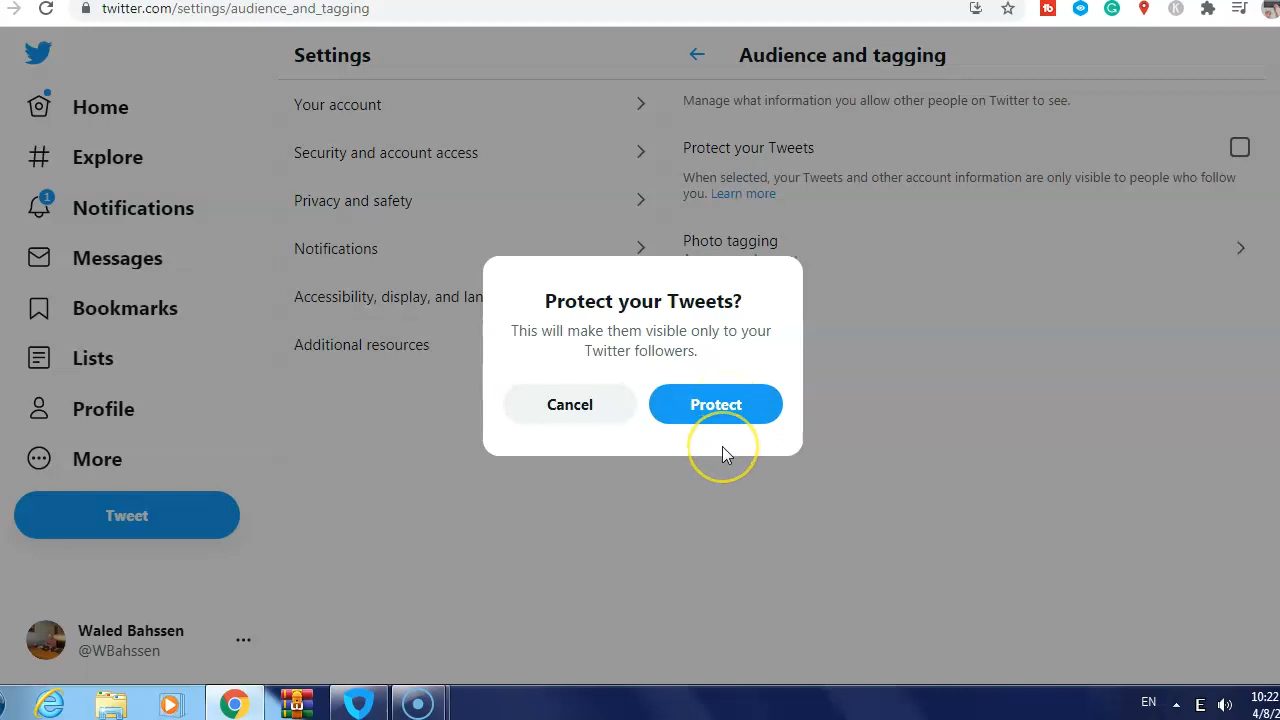 twitter.com/settings/audience_and_tagging
Home
Explore
1
Notifications
Messages
Bookmarks
Lists
Profile
More
Tweet
Waled Bahssen
@WBahssen
Settings
Your account
Security and account access
Privacy and safety
Notifications
Accessibility, display, and lan
Additional resources
Audience and tagging
Manage what information you allow other people on Twitter to see.
Protect your Tweets
When selected, your Tweets and other account information are only visible to people who follow
you. Learn more
Photo tagging
Protect your Tweets?
This will make them visible only to your
Twitter followers.
Cancel
Protect
EN
E
10:22
4/8/2